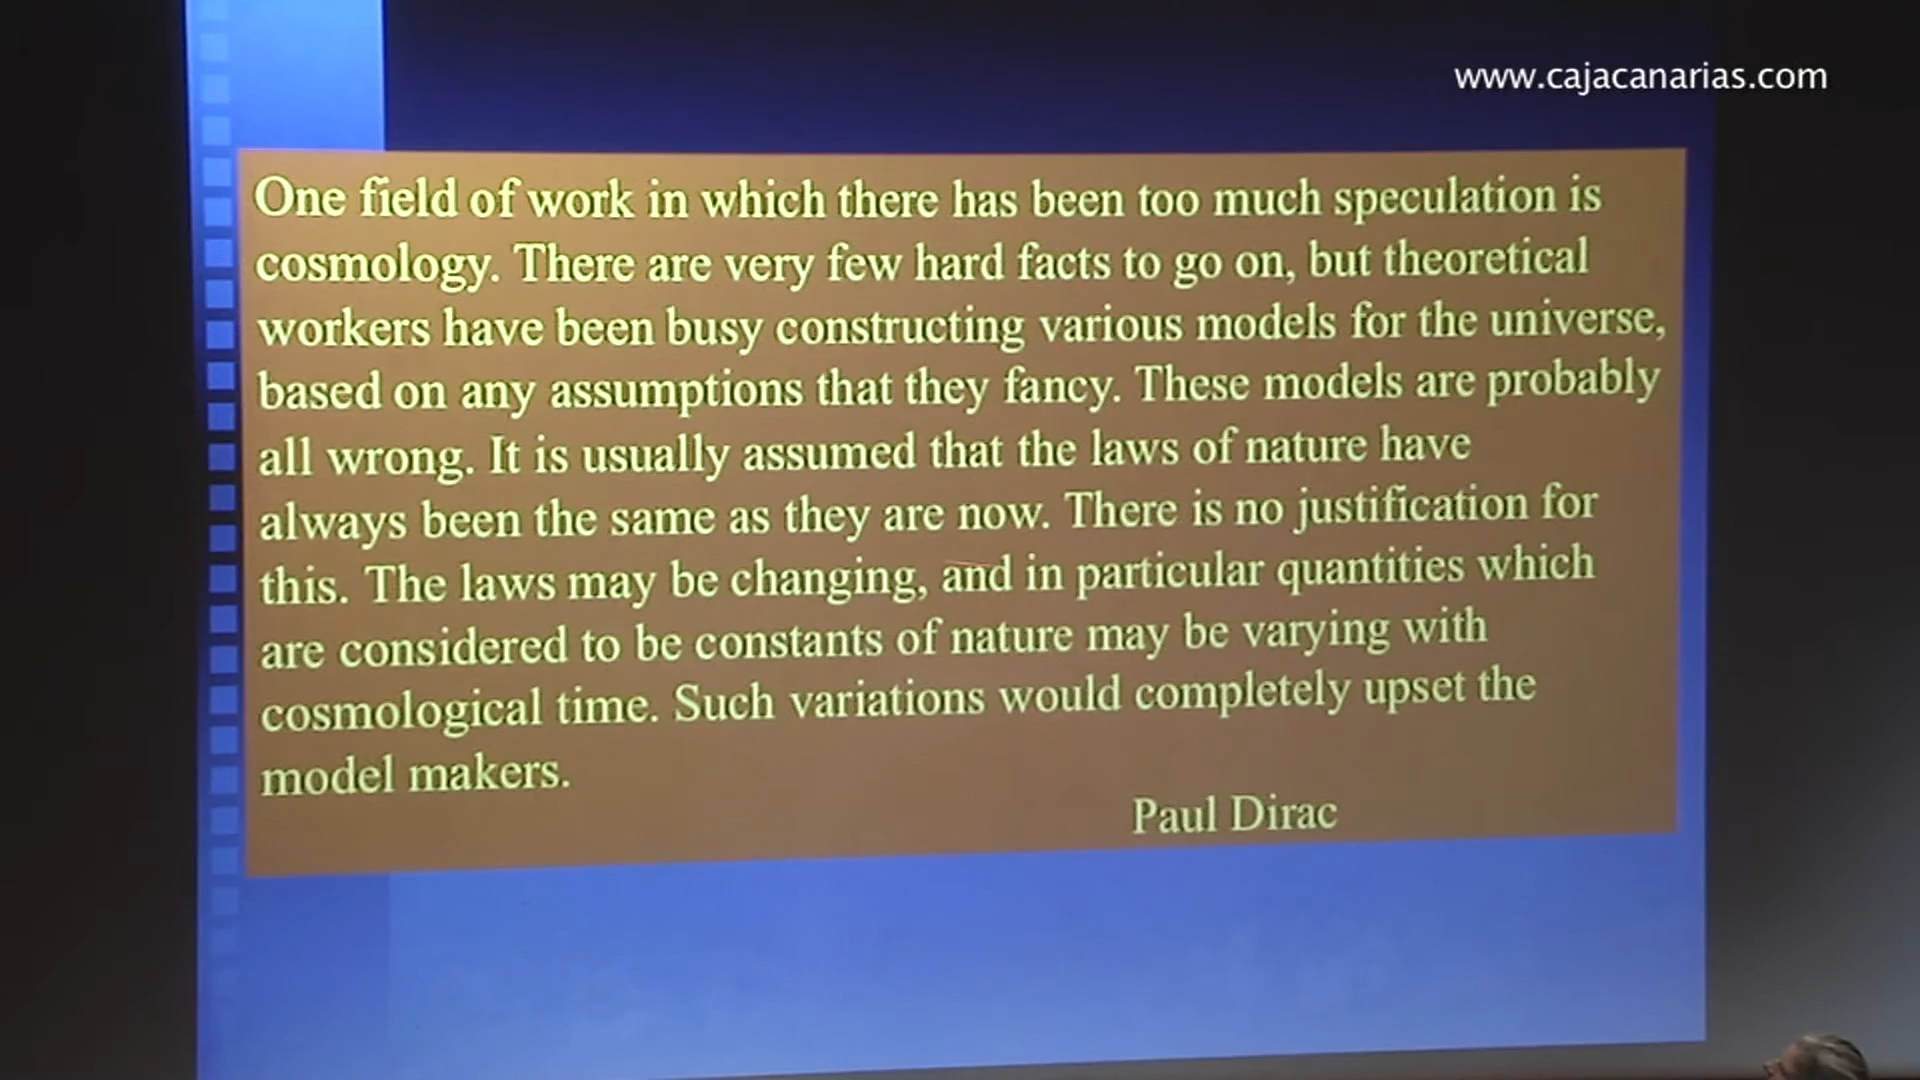 www.cajacanarias.com
One field of work in which there has been too much speculation is
cosmology. There are very few hard facts to go on, but theoretical
workers have been busy constructing various models for the universe,
based on any assumptions that they fancy. These models are probably
all wrong. It is usually assumed that the laws of nature have
always been the same as they are now. There is no justification for
this. The laws may be changing, and in particular quantities which
are considered to be constants of nature may be varying with
cosmological time. Such variations would completely upset the
model makers.
Paul Dirac